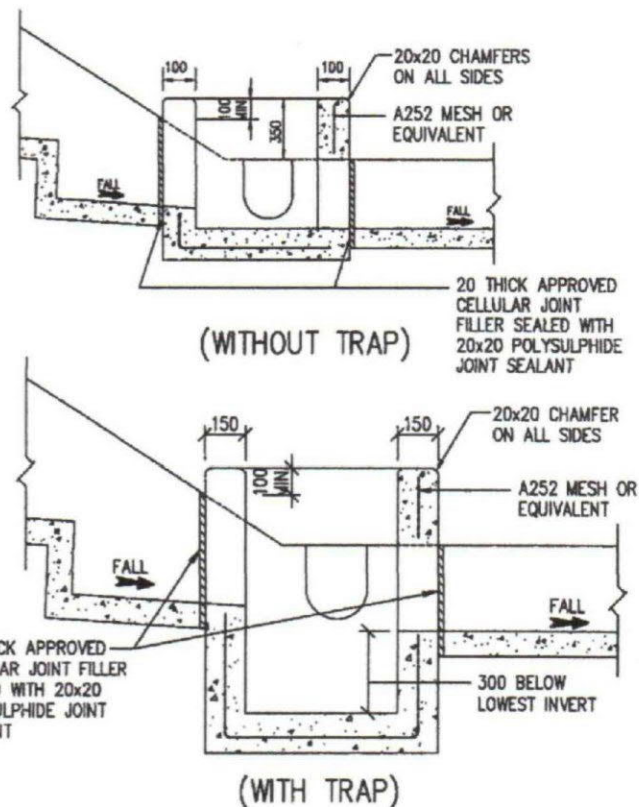 100
100
20x20 CHAMFERS
ON ALL SIDES
100
MIN
350
A252 MESH OR
EQUIVALENT
FALL
FALL
20 THICK APPROVED
CELLULAR JOINT
FILLER SEALED WITH
20x20 POLYSULPHIDE
JOINT SEALANT
(WITHOUT TRAP)
150
150
20x20 CHAMFER
ON ALL SIDES
100
MIN
A252 MESH OR
EQUIVALENT
FALL
FALL
CK APPROVED
AR JOINT FILLER
WITH 20x20
ULPHIDE JOINT
NT
300 BELOW
LOWEST INVERT
(WITH TRAP)